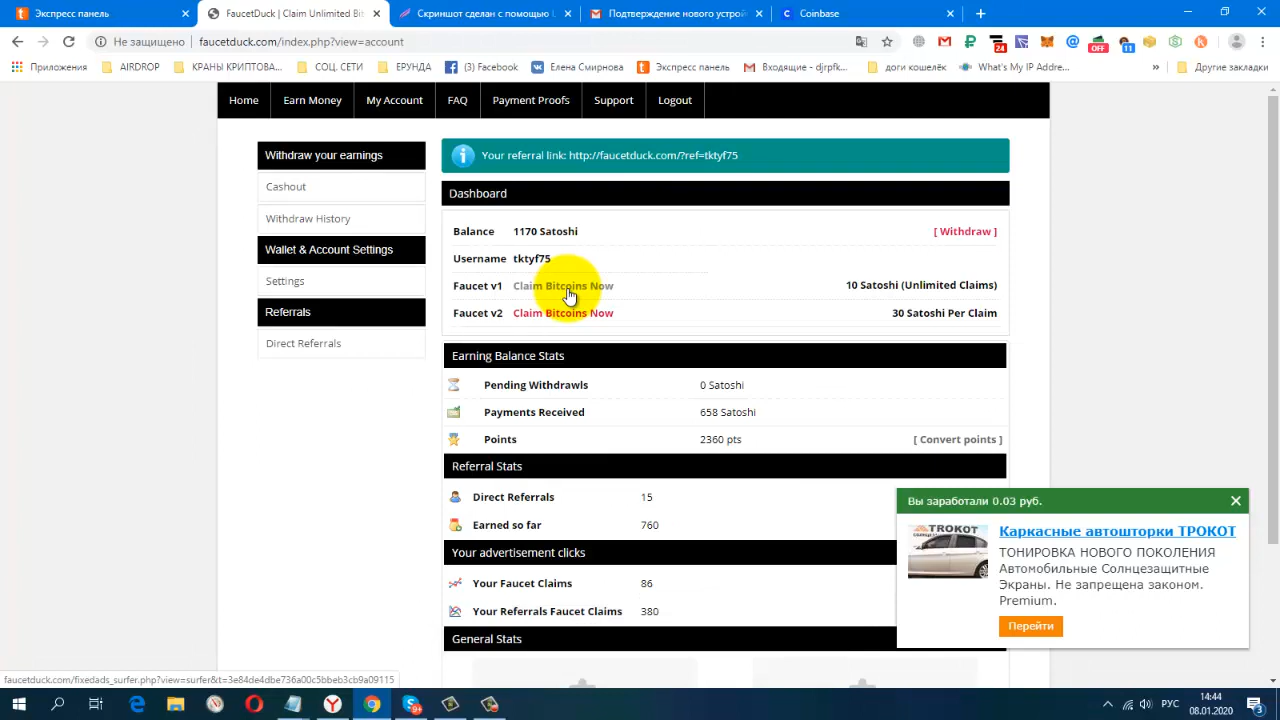 Экспресс панель
FaucetDuck | Claim Unlimited Bi
Скриншот сделан с помощью
Подтверждение нового устрой
Coinbase
Не защищено
faucetduck.com/index.php?view=account
24
OFF
11
Приложения
AIRDROP
КРАНЫ КРИПТОВА...
СОЦ. СЕТИ
ЕРУНДА
(3) Facebook
Елена Смирнова
Экспресс панель
Входящие – djrpfk...
доги кошелёк
What's My IP Addre...
»
Другие закладки
Home
Earn Money
My Account
FAQ
Payment Proofs
Support
Logout
Withdraw your earnings
Cashout
Withdraw History
Wallet & Account Settings
Settings
Referrals
Direct Referrals
Your referral link: http://faucetduck.com/?ref=tktyf75
Dashboard
Balance 1170 Satoshi [ Withdraw ]
Username tktyf75
Faucet v1 Claim Bitcoins Now 10 Satoshi (Unlimited Claims)
Faucet v2 Claim Bitcoins Now 30 Satoshi Per Claim
Earning Balance Stats
Pending Withdrawls 0 Satoshi
Payments Received 658 Satoshi
Points 2360 pts [ Convert points ]
Referral Stats
Direct Referrals 15
Earned so far 760
Your advertisement clicks
Your Faucet Claims 86
Your Referrals Faucet Claims 380
General Stats
Вы заработали 0.03 руб.
TROKOT
Каркасные автошторки ТРОКОТ
ТОНИРОВКА НОВОГО ПОКОЛЕНИЯ
Автомобильные Солнцезащитные
Экраны. Не запрещена законом.
Premium.
Перейти
faucetduck.com/fixedads_surfer.php?view=surfer&t=3e84de4dbe736a00c5bbeb3cb9a09115
РУС
14:44
08.01.2020
3